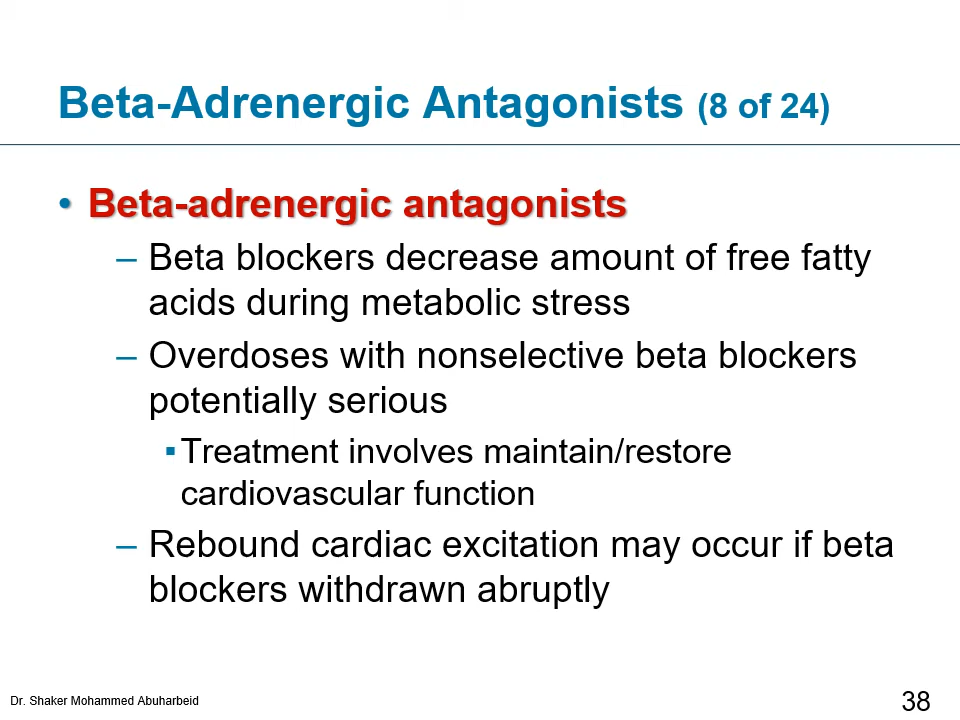 Beta-Adrenergic Antagonists (8 of 24)
• Beta-adrenergic antagonists
– Beta blockers decrease amount of free fatty
acids during metabolic stress
– Overdoses with nonselective beta blockers
potentially serious
▪ Treatment involves maintain/restore
cardiovascular function
– Rebound cardiac excitation may occur if beta
blockers withdrawn abruptly
Dr. Shaker Mohammed Abuharbeid
38